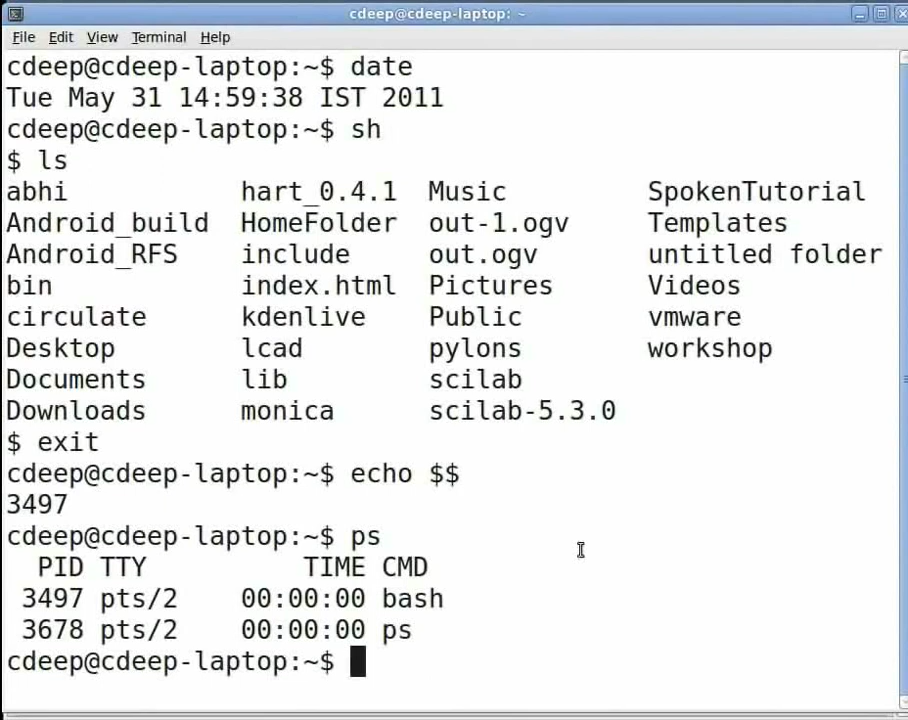 cdeep@cdeep-laptop: ~
File Edit View Terminal Help
cdeep@cdeep-laptop:~$ date
Tue May 31 14:59:38 IST 2011
cdeep@cdeep-laptop:~$ sh
$ ls
abhi hart_0.4.1 Music SpokenTutorial
Android_build HomeFolder out-1.ogv Templates
Android_RFS include out.ogv untitled folder
bin index.html Pictures Videos
circulate kdenlive Public vmware
Desktop lcad pylons workshop
Documents lib scilab
Downloads monica scilab-5.3.0
$ exit
cdeep@cdeep-laptop:~$ echo $$
3497
cdeep@cdeep-laptop:~$ ps
PID TTY TIME CMD
3497 pts/2 00:00:00 bash
3678 pts/2 00:00:00 ps
cdeep@cdeep-laptop:~$